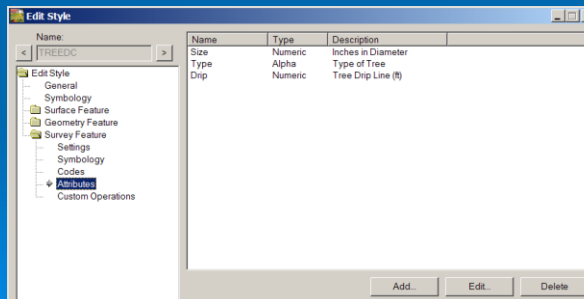 Edit Style
Name:
< TREEDC >
Edit Style
General
Symbology
Surface Feature
Geometry Feature
Survey Feature
Settings
Symbology
Codes
Attributes
Custom Operations
Name Type Description
Size Numeric Inches in Diameter
Type Alpha Type of Tree
Drip Numeric Tree Drip Line (ft)
Add... Edit... Delete